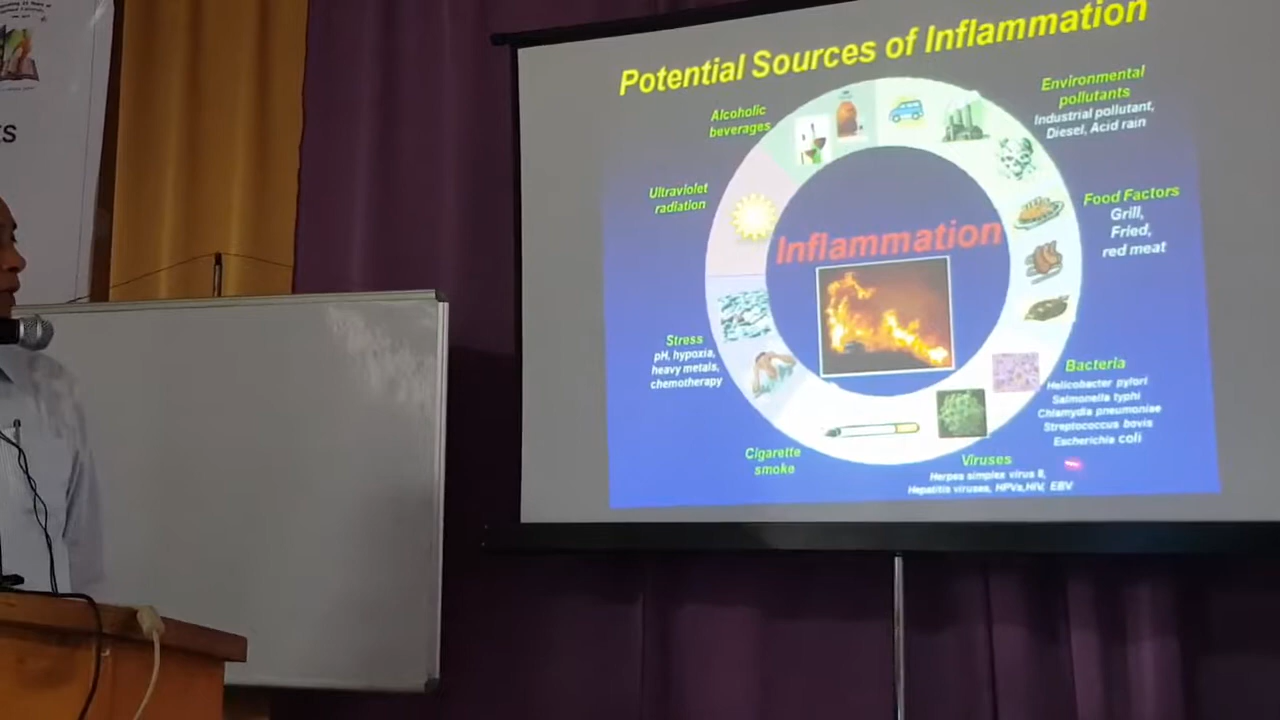 TS
Potential Sources of Inflammation
Alcoholic
beverages
Environmental
pollutants
Industrial pollutant,
Diesel, Acid rain
Ultraviolet
radiation
Food Factors
Grill,
Fried,
red meat
Inflammation
Stress
pH, hypoxia,
heavy metals,
chemotherapy
Bacteria
Helicobacter pylori
Salmonella typhi
Chlamydia pneumoniae
Streptococcus bovis
Escherichia coli
Cigarette
smoke
Viruses
Herpes simplex virus II,
Hepatitis viruses, HPVs,HIV, EBV